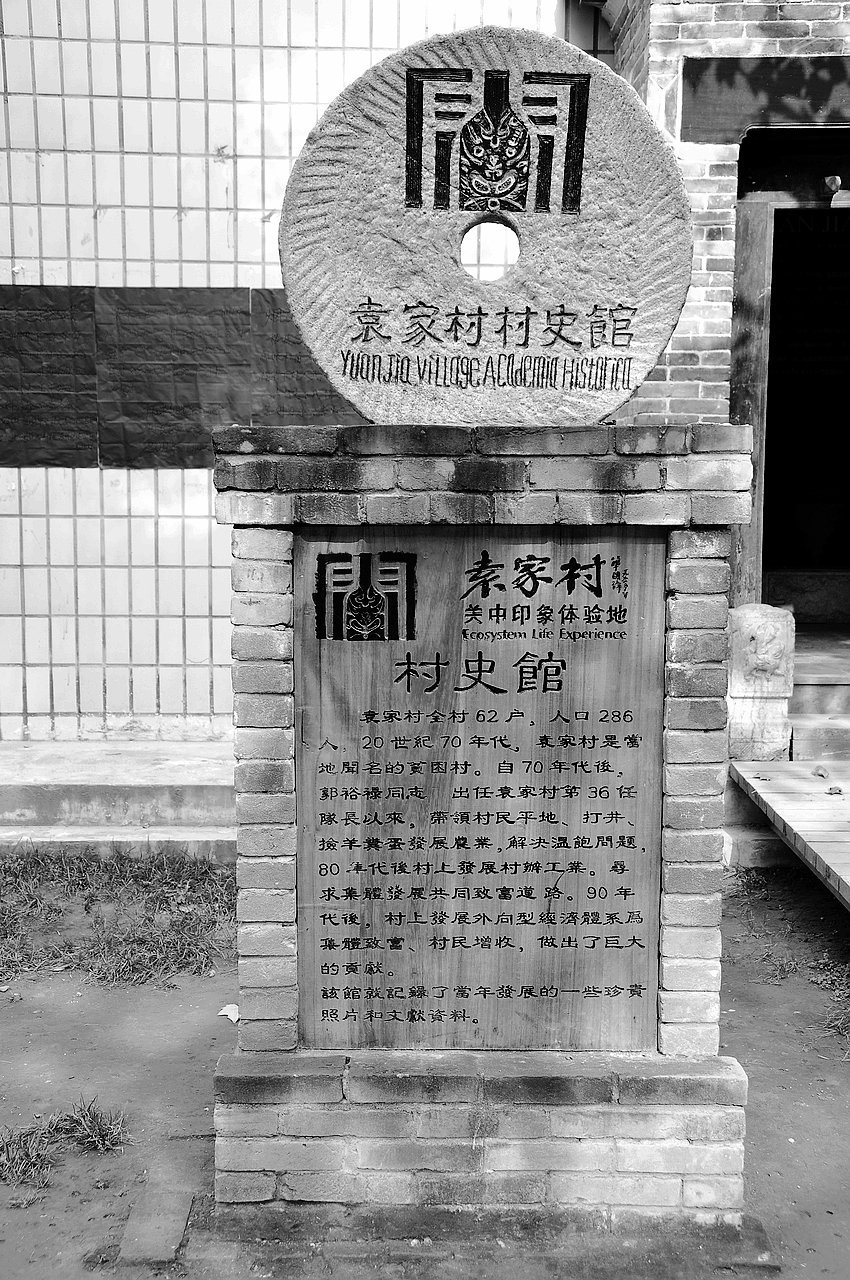 袁家村村史館
YuanJia Village Academia Historica
袁家村
关中印象体验地
Ecosystem Life Experience
村史館
袁家村全村62户，人口286
人，20世紀70年代，袁家村是當
地聞名的貧困村。自70年代後，
郭裕禄同志 出任袁家村第36任
隊長以來，帶領村民平地、打井、
撿羊糞蛋發展農業，解決溫飽問題，
80年代後村上發展村辦工業。尋
求集體發展共同致富道路。90年
代後，村上發展外向型經濟體系爲
集體致富、村民增收，做出了巨大
的貢獻。
該館就記録了當年發展的一些珍貴
照片和文獻资料。